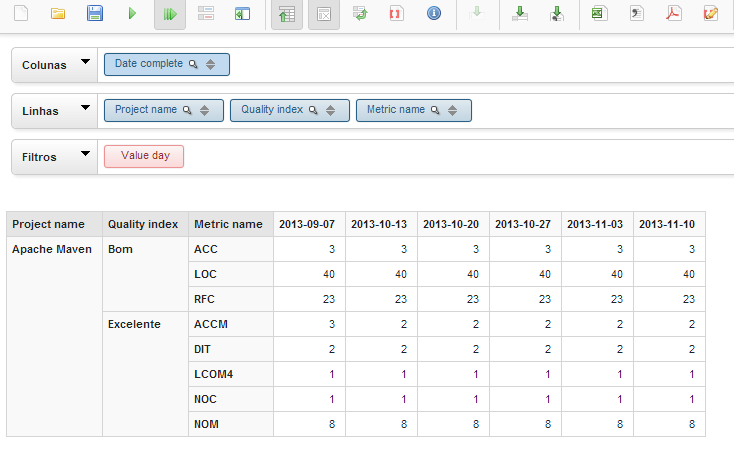 Colunas Date complete
Linhas Project name Quality index Metric name
Filtros Value day
Project name Quality index Metric name 2013-09-07 2013-10-13 2013-10-20 2013-10-27 2013-11-03 2013-11-10
Apache Maven Bom ACC 3 3 3 3 3 3
LOC 40 40 40 40 40 40
RFC 23 23 23 23 23 23
Excelente ACCM 3 2 2 2 2 2
DIT 2 2 2 2 2 2
LCOM4 1 1 1 1 1 1
NOC 1 1 1 1 1 1
NOM 8 8 8 8 8 8